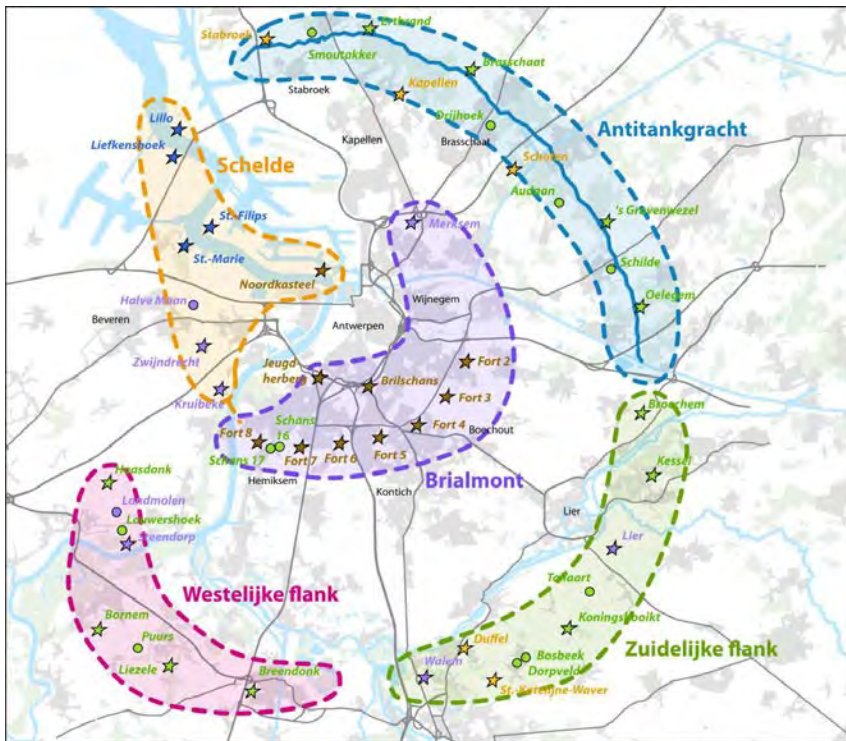 Ertbrand
Stabroek
Smoutakker
Brasschaat
Stabroek
Kapellen
Lillo
Drijhoek
Antitankgracht
Kapellen
Brasschaat
Liefkenshoek
Schelde
Schoten
Audaan
St.-Filips
's Gravenwezel
Merksem
St.-Marie
Schilde
Noordkasteel
Halve Maan
Wijnegem
Oelegem
Beveren
Antwerpen
Zwijndrecht
Fort 2
Jeugd-
herberg
Brilschans
Kruibeke
Fort 3
Broechem
Schans
16
Fort 4
Boechout
Fort 8
Fort 5
Schans 17
Fort 7
Fort 6
Haasdonk
Hemiksem
Brialmont
Kessel
Kontich
Landmolen
Lauwershoek
Lier
Steendorp
Lier
Tallaart
Westelijke flank
Bornem
Koningshooikt
Puurs
Duffel
Zuidelijke flank
Liezele
Bosbeek
Breendonk
Walem
Dorpveld
St.-Katelijne-Waver